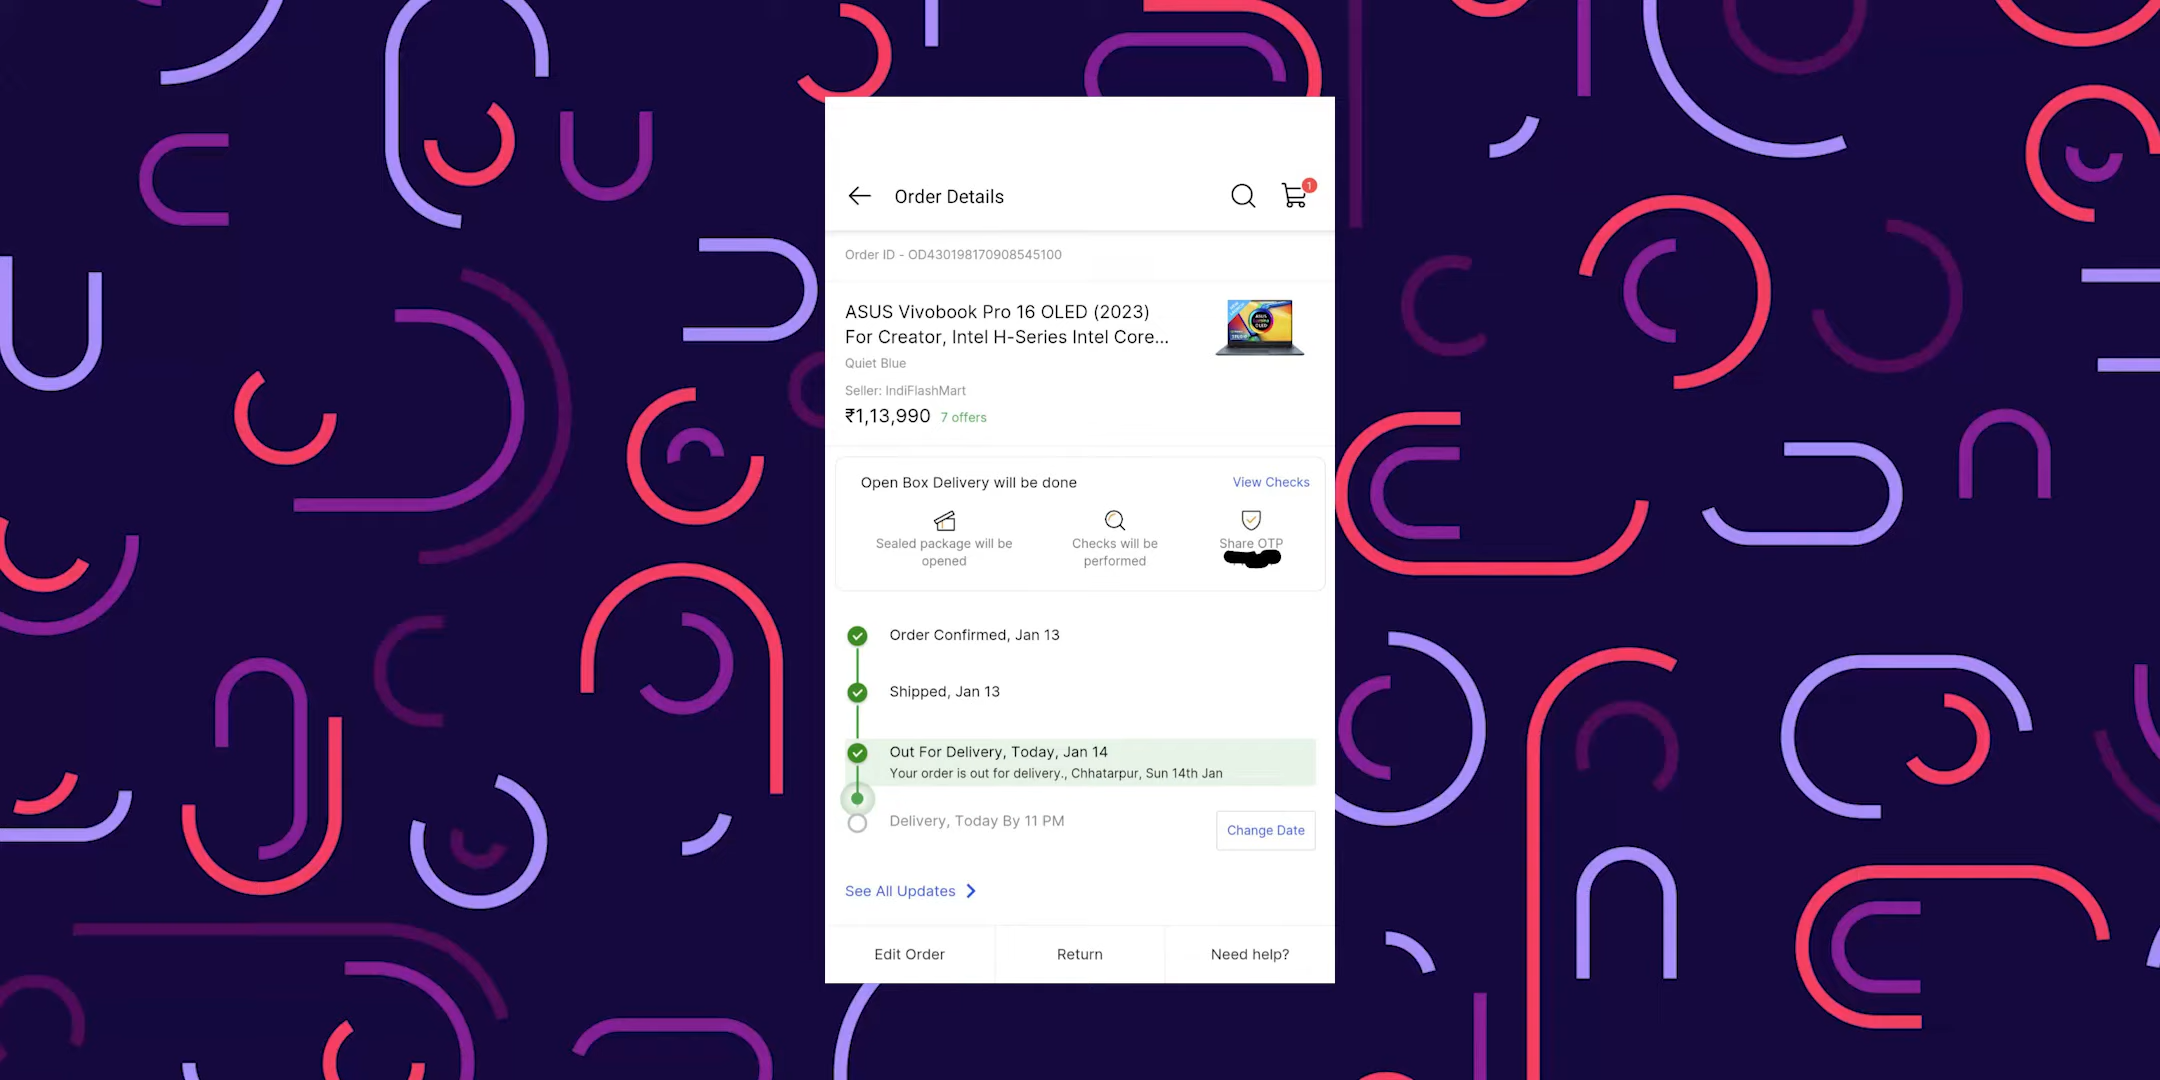 Order Details
1
Order ID - OD430198170908545100
ASUS Vivobook Pro 16 OLED (2023)
For Creator, Intel H-Series Intel Core...
Quiet Blue
Seller: IndiFlashMart
₹1,13,990 7 offers
Open Box Delivery will be done
View Checks
Sealed package will be
opened
Checks will be
performed
Share OTP
Order Confirmed, Jan 13
Shipped, Jan 13
Out For Delivery, Today, Jan 14
Your order is out for delivery., Chhatarpur, Sun 14th Jan
Delivery, Today By 11 PM
Change Date
See All Updates
Edit Order
Return
Need help?